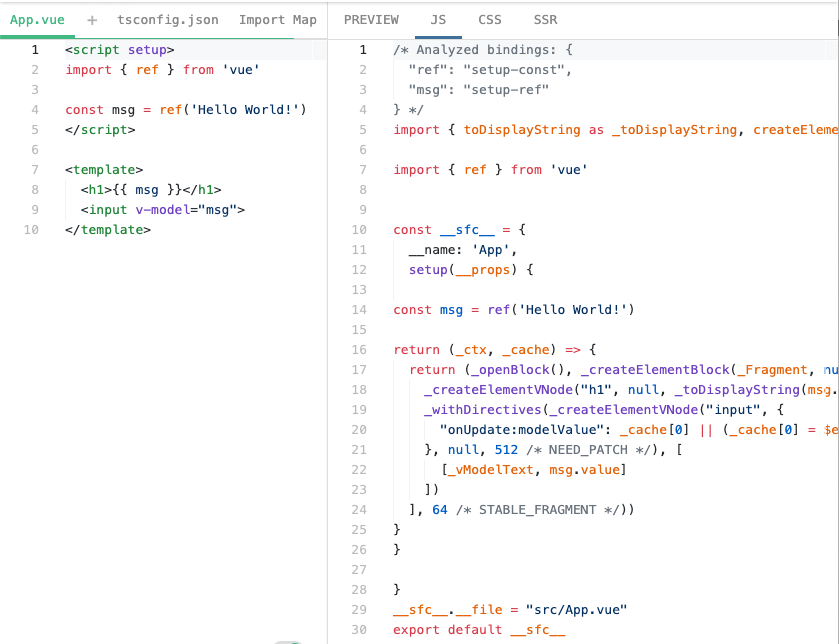 App.vue + tsconfig.json Import Map
1 <script setup>
2 import { ref } from 'vue'
3
4 const msg = ref('Hello World!')
5 </script>
6
7 <template>
8 <h1>{{ msg }}</h1>
9 <input v-model="msg">
10 </template>
PREVIEW JS CSS SSR
1 /* Analyzed bindings: {
2 "ref": "setup-const",
3 "msg": "setup-ref"
4 } */
5 import { toDisplayString as _toDisplayString, createEleme
6
7 import { ref } from 'vue'
8
9
10 const __sfc__ = {
11 __name: 'App',
12 setup(__props) {
13
14 const msg = ref('Hello World!')
15
16 return (_ctx, _cache) => {
17 return (_openBlock(), _createElementBlock(_Fragment, nu
18 _createElementVNode("h1", null, _toDisplayString(msg.
19 _withDirectives(_createElementVNode("input", {
20 "onUpdate:modelValue": _cache[0] || (_cache[0] = $e
21 }, null, 512 /* NEED_PATCH */), [
22 [_vModelText, msg.value]
23 ])
24 ], 64 /* STABLE_FRAGMENT */))
25 }
26 }
27
28 }
29 __sfc__.__file = "src/App.vue"
30 export default __sfc__